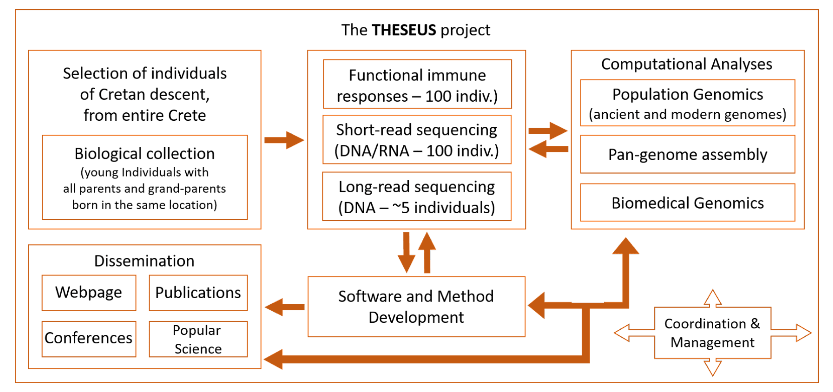 The THESEUS project
Selection of individuals
of Cretan descent,
from entire Crete
Biological collection
(young Individuals with
all parents and grand-parents
born in the same location)
Functional immune
responses – 100 indiv.)
Short-read sequencing
(DNA/RNA – 100 indiv.)
Long-read sequencing
(DNA – ~5 individuals)
Computational Analyses
Population Genomics
(ancient and modern genomes)
Pan-genome assembly
Biomedical Genomics
Dissemination
Webpage
Publications
Conferences
Popular
Science
Software and Method
Development
Coordination &
Management